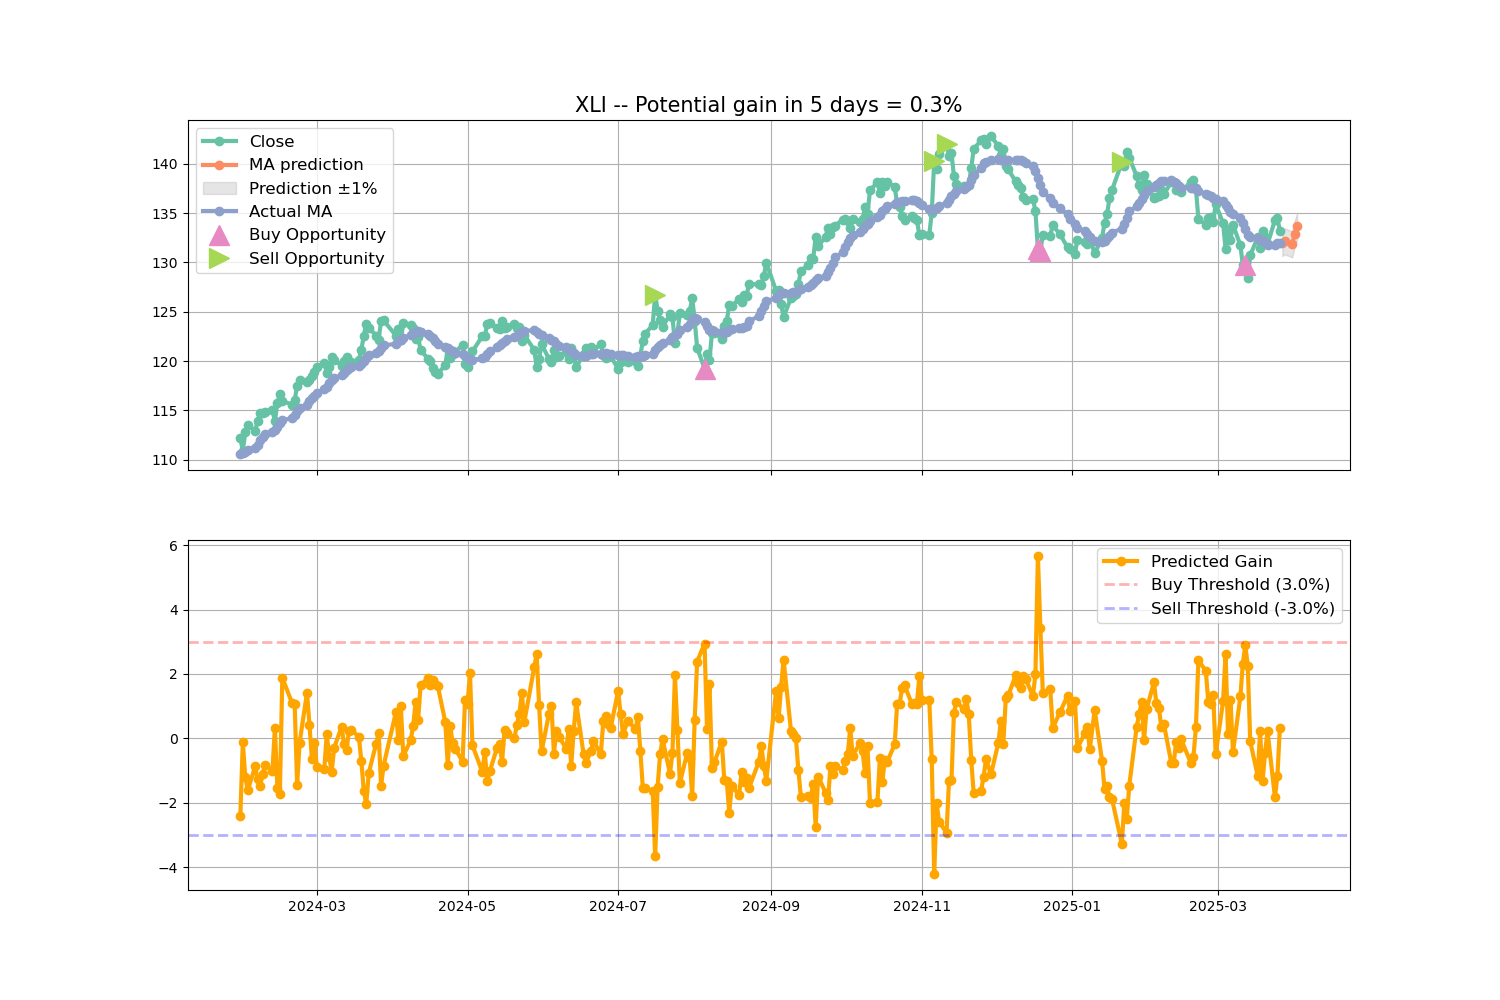 XLI -- Potential gain in 5 days = 0.3%
Close
MA prediction
Prediction ±1%
Actual MA
Buy Opportunity
Sell Opportunity
140
135
130
125
120
115
110
Predicted Gain
Buy Threshold (3.0%)
Sell Threshold (-3.0%)
6
4
2
0
−2
−4
2024-03
2024-05
2024-07
2024-09
2024-11
2025-01
2025-03